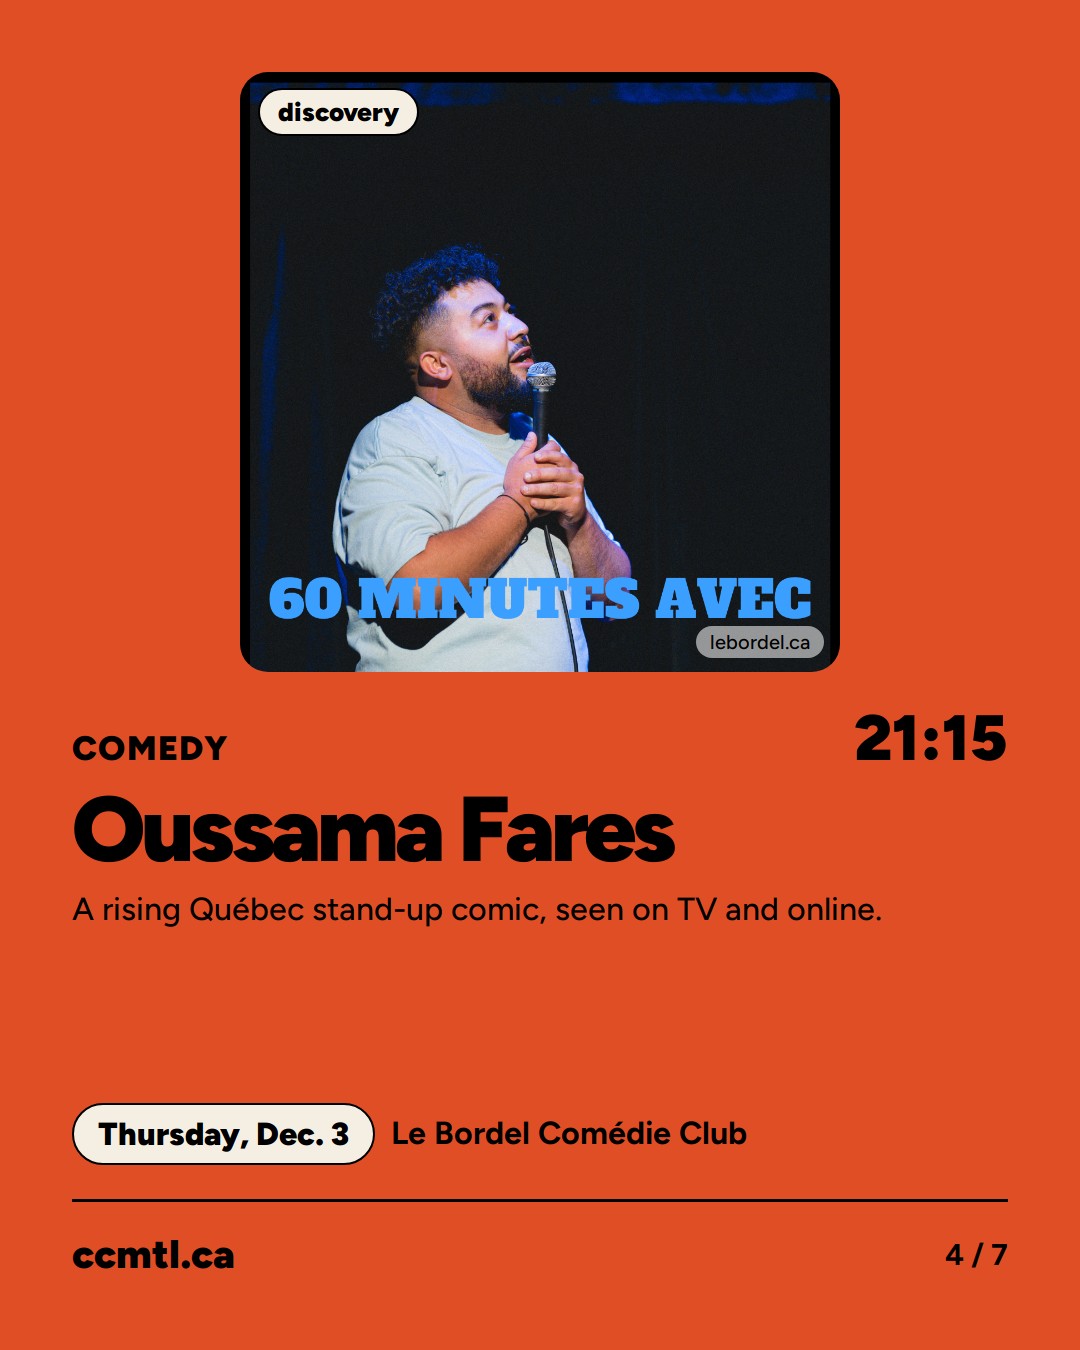 discovery
60 MINUTES AVEC
lebordel.ca
COMEDY
21:15
Oussama Fares
A rising Québec stand-up comic, seen on TV and online.
Thursday, Dec. 3
Le Bordel Comédie Club
ccmtl.ca
4 / 7